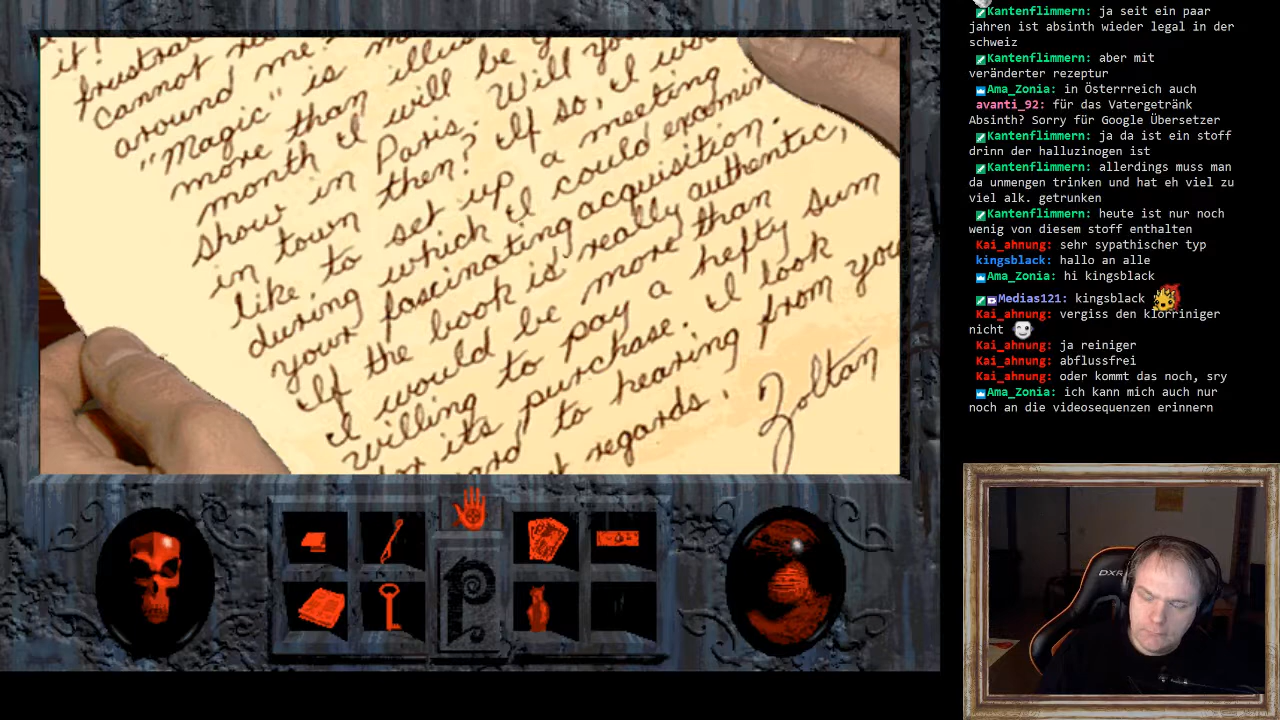 it!
frustrat
cannot
around me
"Magic" is
more than
month I will be
show in Paris. Will you
in town then? If so, I wo
like to set up a meeting
during which I could examin
your fascinating acquisition.
If the book is really authentic,
I would be more than
willing to pay a hefty sum
for its purchase. I look
to hearing from you
regards,
Zoltan
Kantenflimmern: ja seit ein paar
jahren ist absinth wieder legal in der
schweiz
Kantenflimmern: aber mit
veränderter rezeptur
Ama_Zonia: in Österrreich auch
avanti_92: für das Vatergetränk
Absinth? Sorry für Google Übersetzer
Kantenflimmern: ja da ist ein stoff
drinn der halluzinogen ist
Kantenflimmern: allerdings muss man
da unmengen trinken und hat eh viel zu
viel alk. getrunken
Kantenflimmern: heute ist nur noch
wenig von diesem stoff enthalten
Kai_ahnung: sehr sypathischer typ
kingsblack: hallo an alle
Ama_Zonia: hi kingsblack
Medias121: kingsblack
Kai_ahnung: vergiss den klorriniger
nicht
Kai_ahnung: ja reiniger
Kai_ahnung: abflussfrei
Kai_ahnung: oder kommt das noch, sry
Ama_Zonia: ich kann mich auch nur
noch an die videosequenzen erinnern
DXR